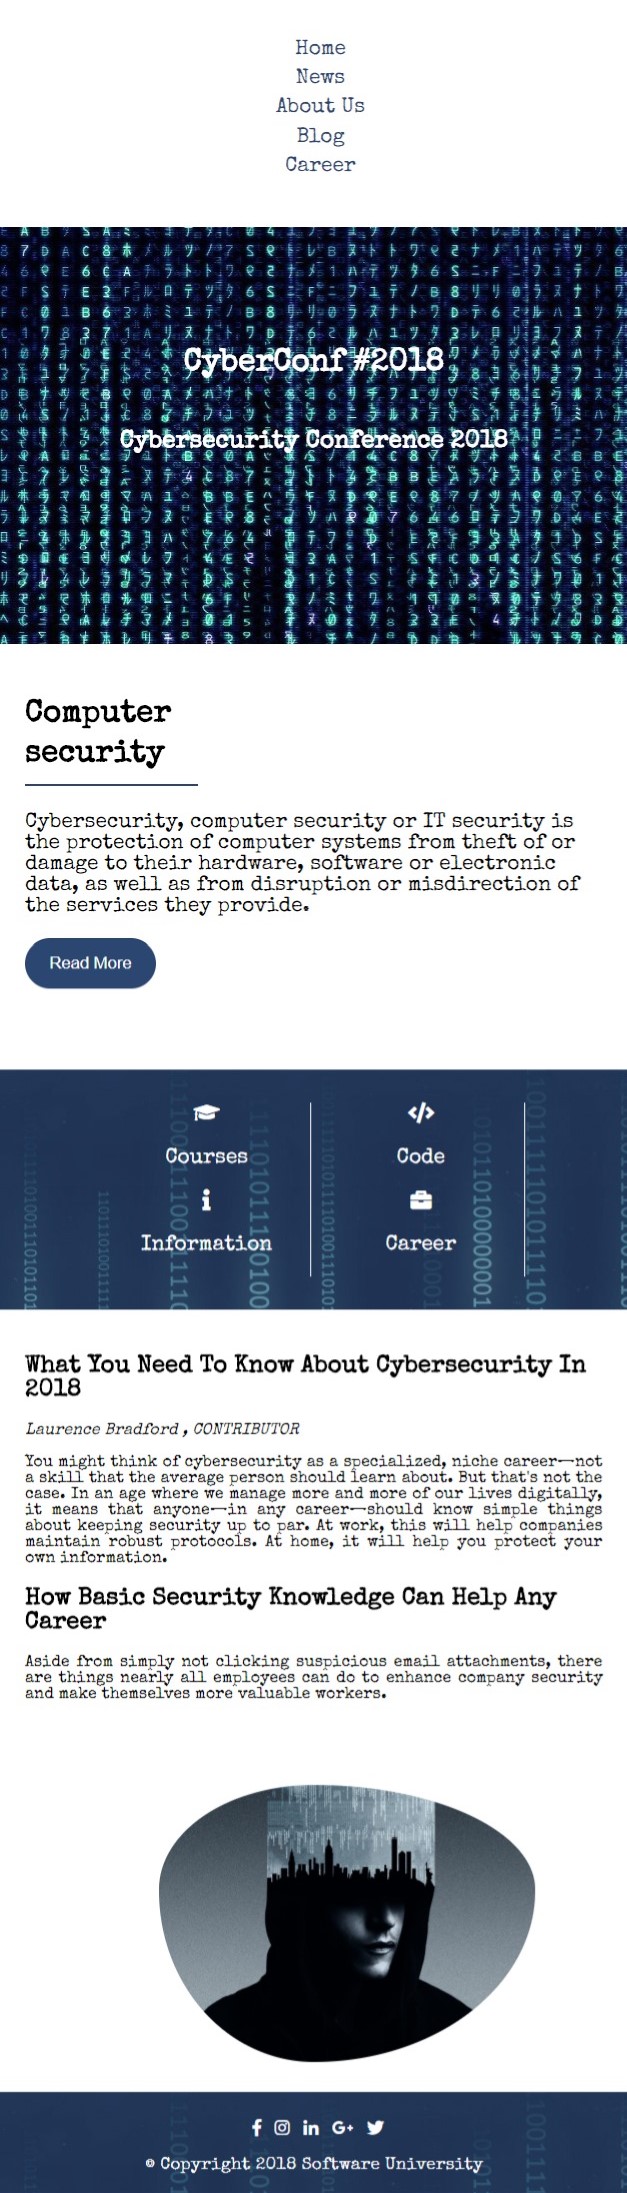 Home
News
About Us
Blog
Career
CyberConf #2018
Cybersecurity Conference 2018
Computer
security
Cybersecurity, computer security or IT security is
the protection of computer systems from theft of or
damage to their hardware, software or electronic
data, as well as from disruption or misdirection of
the services they provide.
Read More
Courses
Code
Information
Career
What You Need To Know About Cybersecurity In
2018
Laurence Bradford , CONTRIBUTOR
You might think of cybersecurity as a specialized, niche career—not
a skill that the average person should learn about. But that's not the
case. In an age where we manage more and more of our lives digitally,
it means that anyone—in any career—should know simple things
about keeping security up to par. At work, this will help companies
maintain robust protocols. At home, it will help you protect your
own information.
How Basic Security Knowledge Can Help Any
Career
Aside from simply not clicking suspicious email attachments, there
are things nearly all employees can do to enhance company security
and make themselves more valuable workers.
© Copyright 2018 Software University